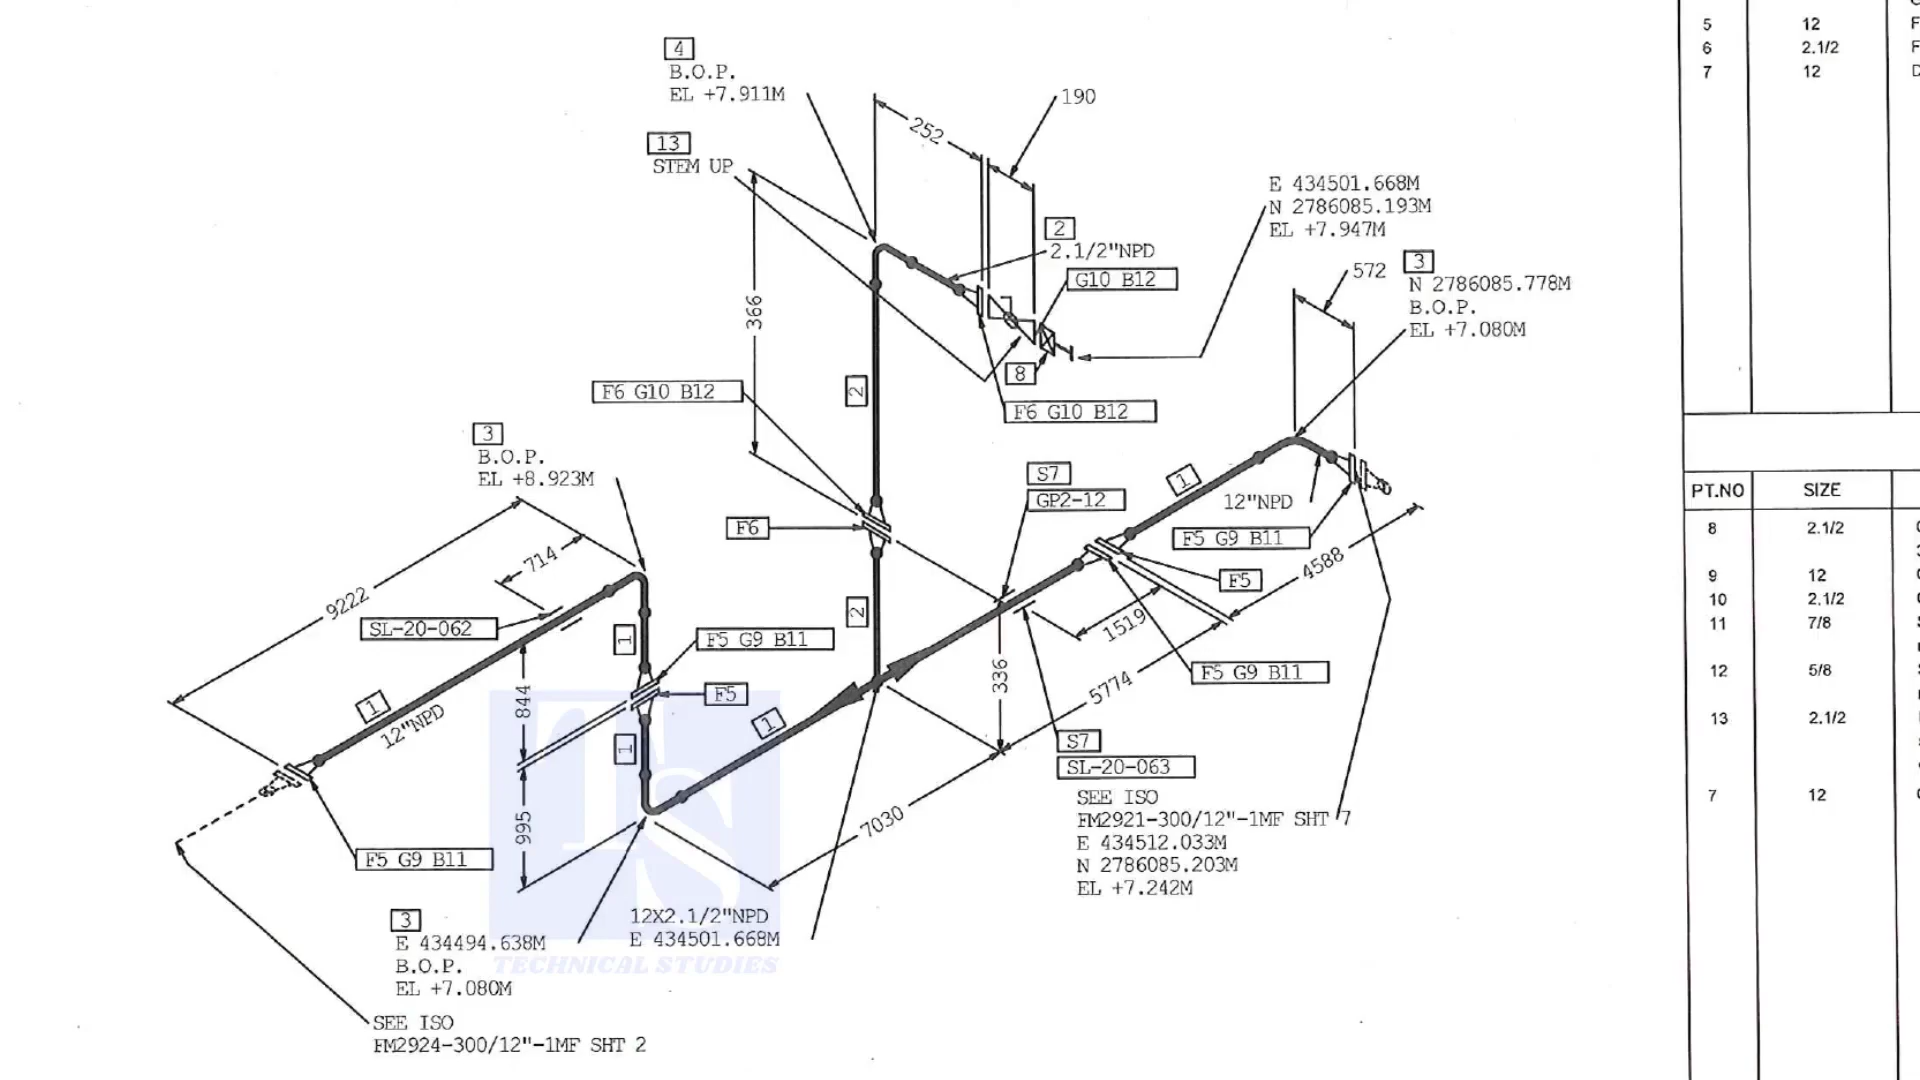 4
B.O.P.
EL +7.911M
190
252
13
STEM UP
E 434501.668M
N 2786085.193M
EL +7.947M
2
2.1/2"NPD
G10 B12
572
3
N 2786085.778M
B.O.P.
EL +7.080M
366
8
F6 G10 B12
2
F6 G10 B12
3
B.O.P.
EL +8.923M
S7
GP2-12
1
12"NPD
F5 G9 B11
F6
4588
F5
714
9222
SL-20-062
1
F5 G9 B11
2
1519
336
F5 G9 B11
5774
F5
844
1
12"NPD
1
1
S7
SL-20-063
7030
995
SEE ISO
FM2921-300/12"-1MF SHT 7
E 434512.033M
N 2786085.203M
EL +7.242M
F5 G9 B11
TS
TECHNICAL STUDIES
12X2.1/2"NPD
E 434501.668M
3
E 434494.638M
B.O.P.
EL +7.080M
SEE ISO
FM2924-300/12"-1MF SHT 2
5 12 F
6 2.1/2 F
7 12
PT.NO SIZE
8 2.1/2
9 12
10 2.1/2
11 7/8
12 5/8
13 2.1/2
7 12